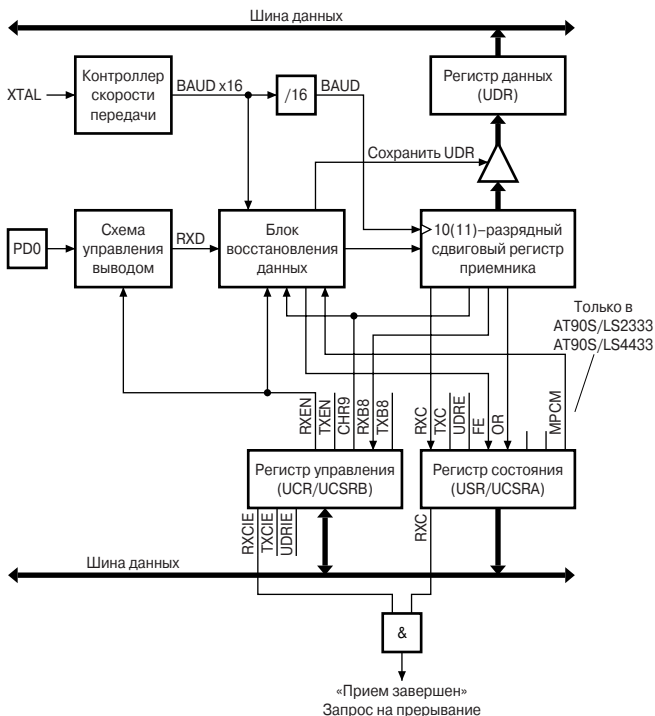 Шина данных
Контроллер
скорости
передачи
XTAL
BAUD x16
/16
BAUD
Регистр данных
(UDR)
Сохранить UDR
PD0
Схема
управления
выводом
RXD
Блок
восстановления
данных
10(11)–разрядный
сдвиговый регистр
приемника
Только в
AT90S/LS2333
AT90S/LS4433
RXEN
TXEN
CHR9
RXB8
TXB8
RXC
TXC
UDRE
FE
OR
MPCM
Регистр управления
(UCR/UCSRB)
Регистр состояния
(USR/UCSRA)
RXCIE
TXCIE
UDRIE
RXC
Шина данных
&
«Прием завершен»
Запрос на прерывание